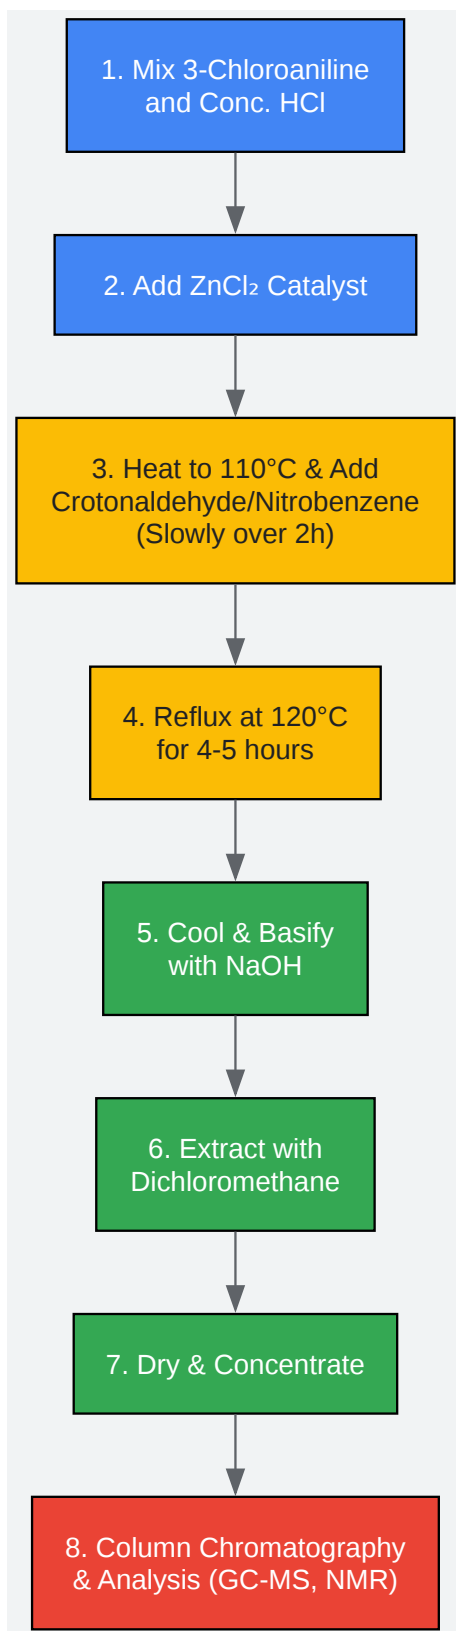 1. Mix 3-Chloroaniline
and Conc. HCl
2. Add ZnCl₂ Catalyst
3. Heat to 110°C & Add
Crotonaldehyde/Nitrobenzene
(Slowly over 2h)
4. Reflux at 120°C
for 4-5 hours
5. Cool & Basify
with NaOH
6. Extract with
Dichloromethane
7. Dry & Concentrate
8. Column Chromatography
& Analysis (GC-MS, NMR)